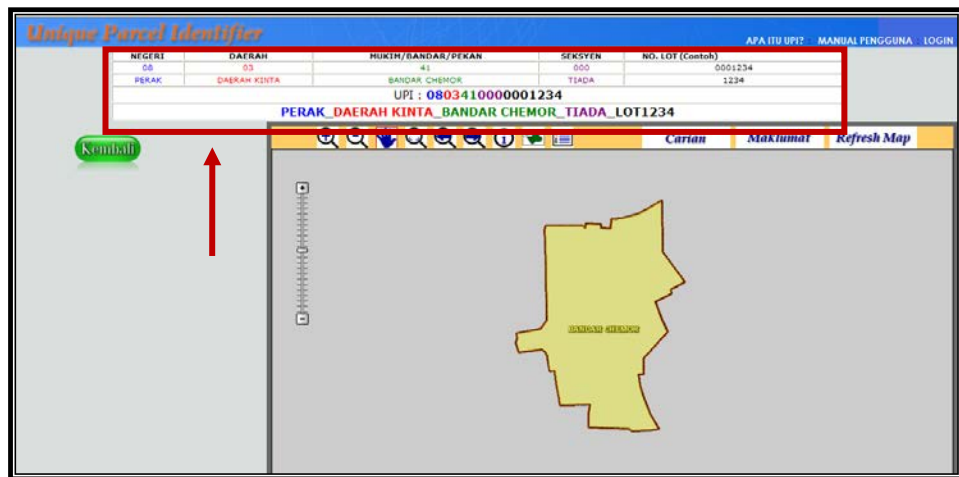 Unique Parcel Identifier
APA ITU UPI? MANUAL PENGGUNA LOGIN
NEGERI DAERAH MUKIM/BANDAR/PEKAN SEKSYEN NO. LOT (Contoh)
08 03 41 000 0001234
PERAK DAERAH KINTA BANDAR CHEMOR TIADA 1234
UPI : 0803410000001234
PERAK_DAERAH KINTA_BANDAR CHEMOR_TIADA_LOT1234
Kembali
Carian Maklumat Refresh Map
BANDAR CHEMOR